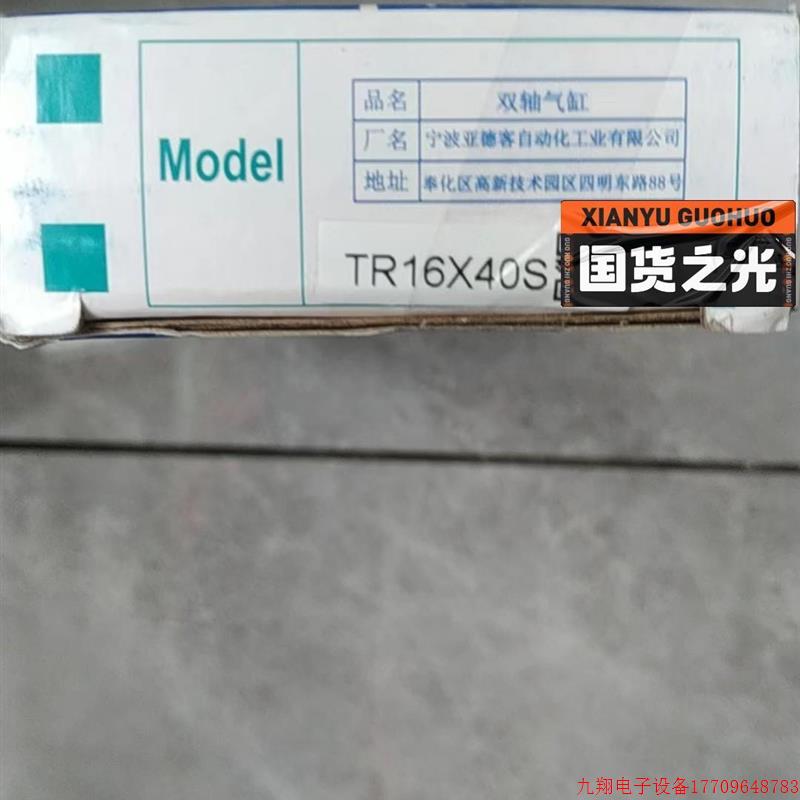 Model
品名 双轴气缸
厂名 宁波亚德客自动化工业有限公司
地址 奉化区高新技术园区四明东路88号
TR16X40S
XIANYU GUOHUO
国货之光
九翔电子设备17709648783